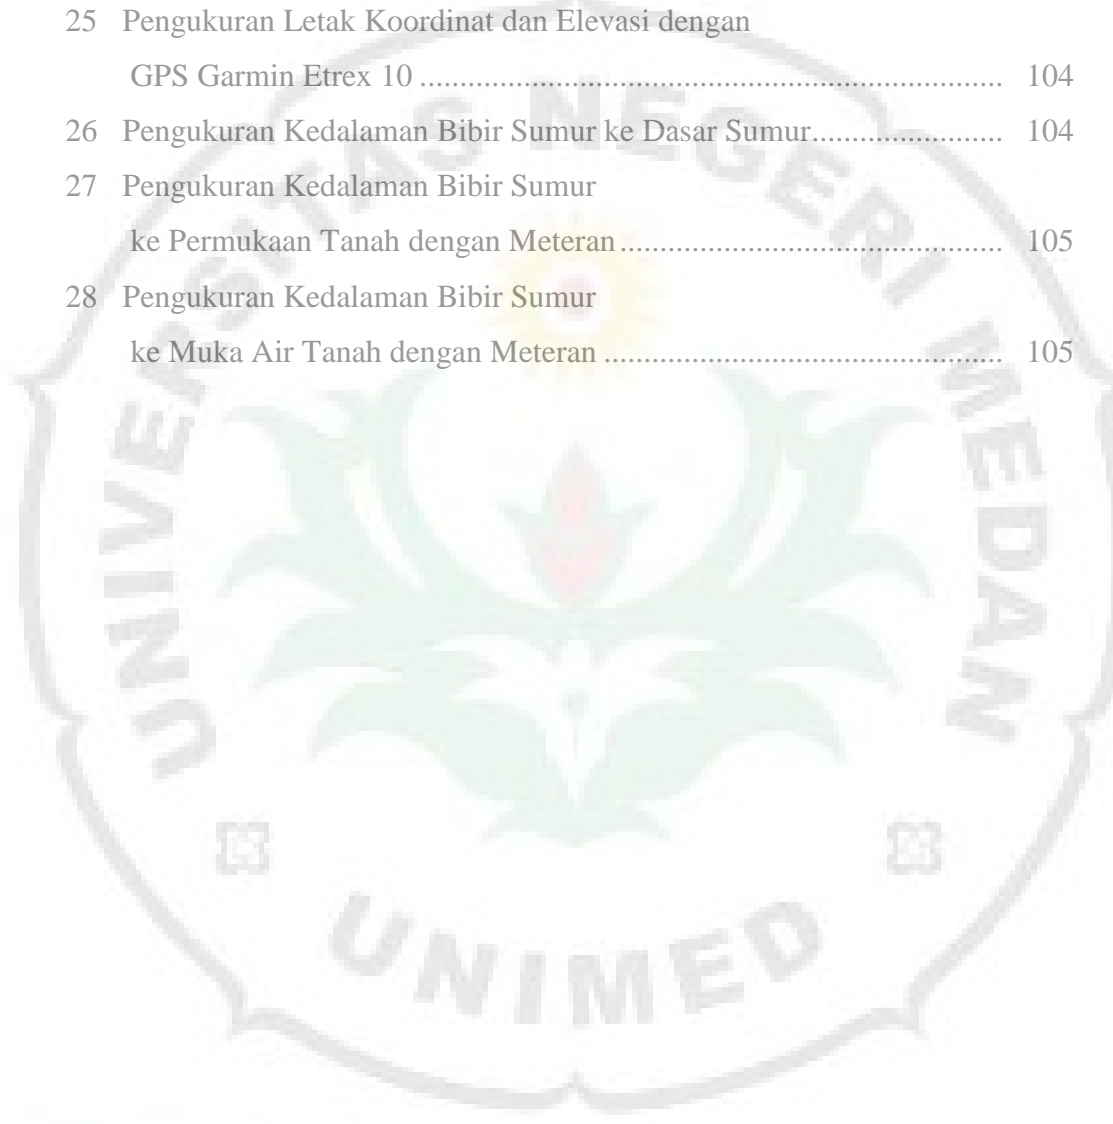 25 Pengukuran Letak Koordinat dan Elevasi dengan
GPS Garmin Etrex 10 ........................................................................ 104
26 Pengukuran Kedalaman Bibir Sumur ke Dasar Sumur........................ 104
27 Pengukuran Kedalaman Bibir Sumur
ke Permukaan Tanah dengan Meteran................................................ 105
28 Pengukuran Kedalaman Bibir Sumur
ke Muka Air Tanah dengan Meteran .................................................. 105
UNIVERSITAS NEGERI MEDAN
UNIMED